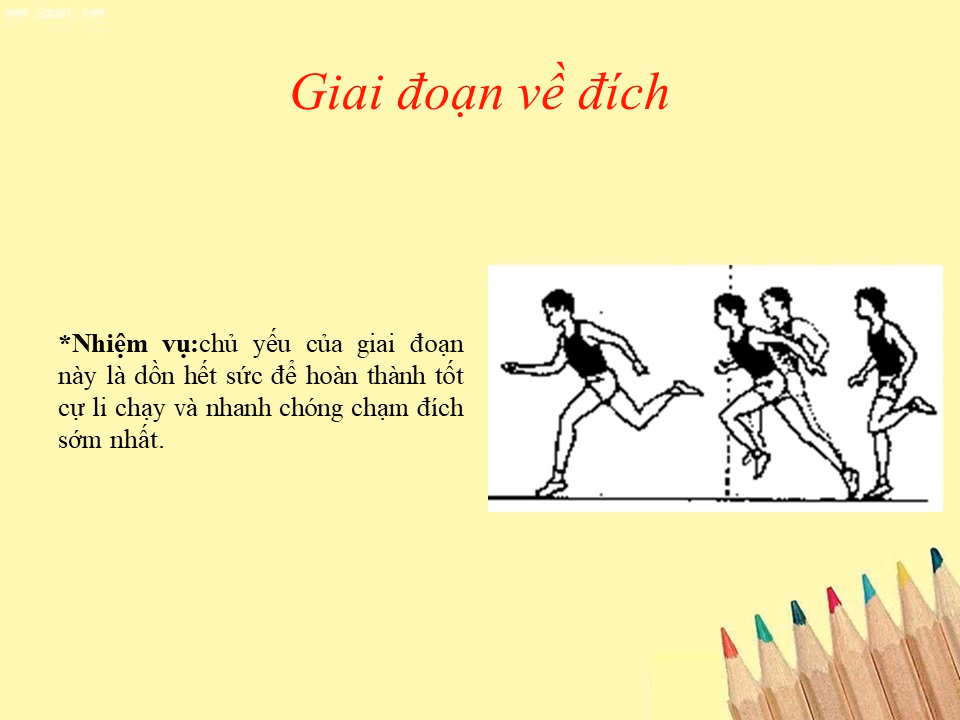 Giai đoạn về đích
*Nhiệm vụ:chủ yếu của giai đoạn
này là dồn hết sức để hoàn thành tốt
cự li chạy và nhanh chóng chạm đích
sớm nhất.